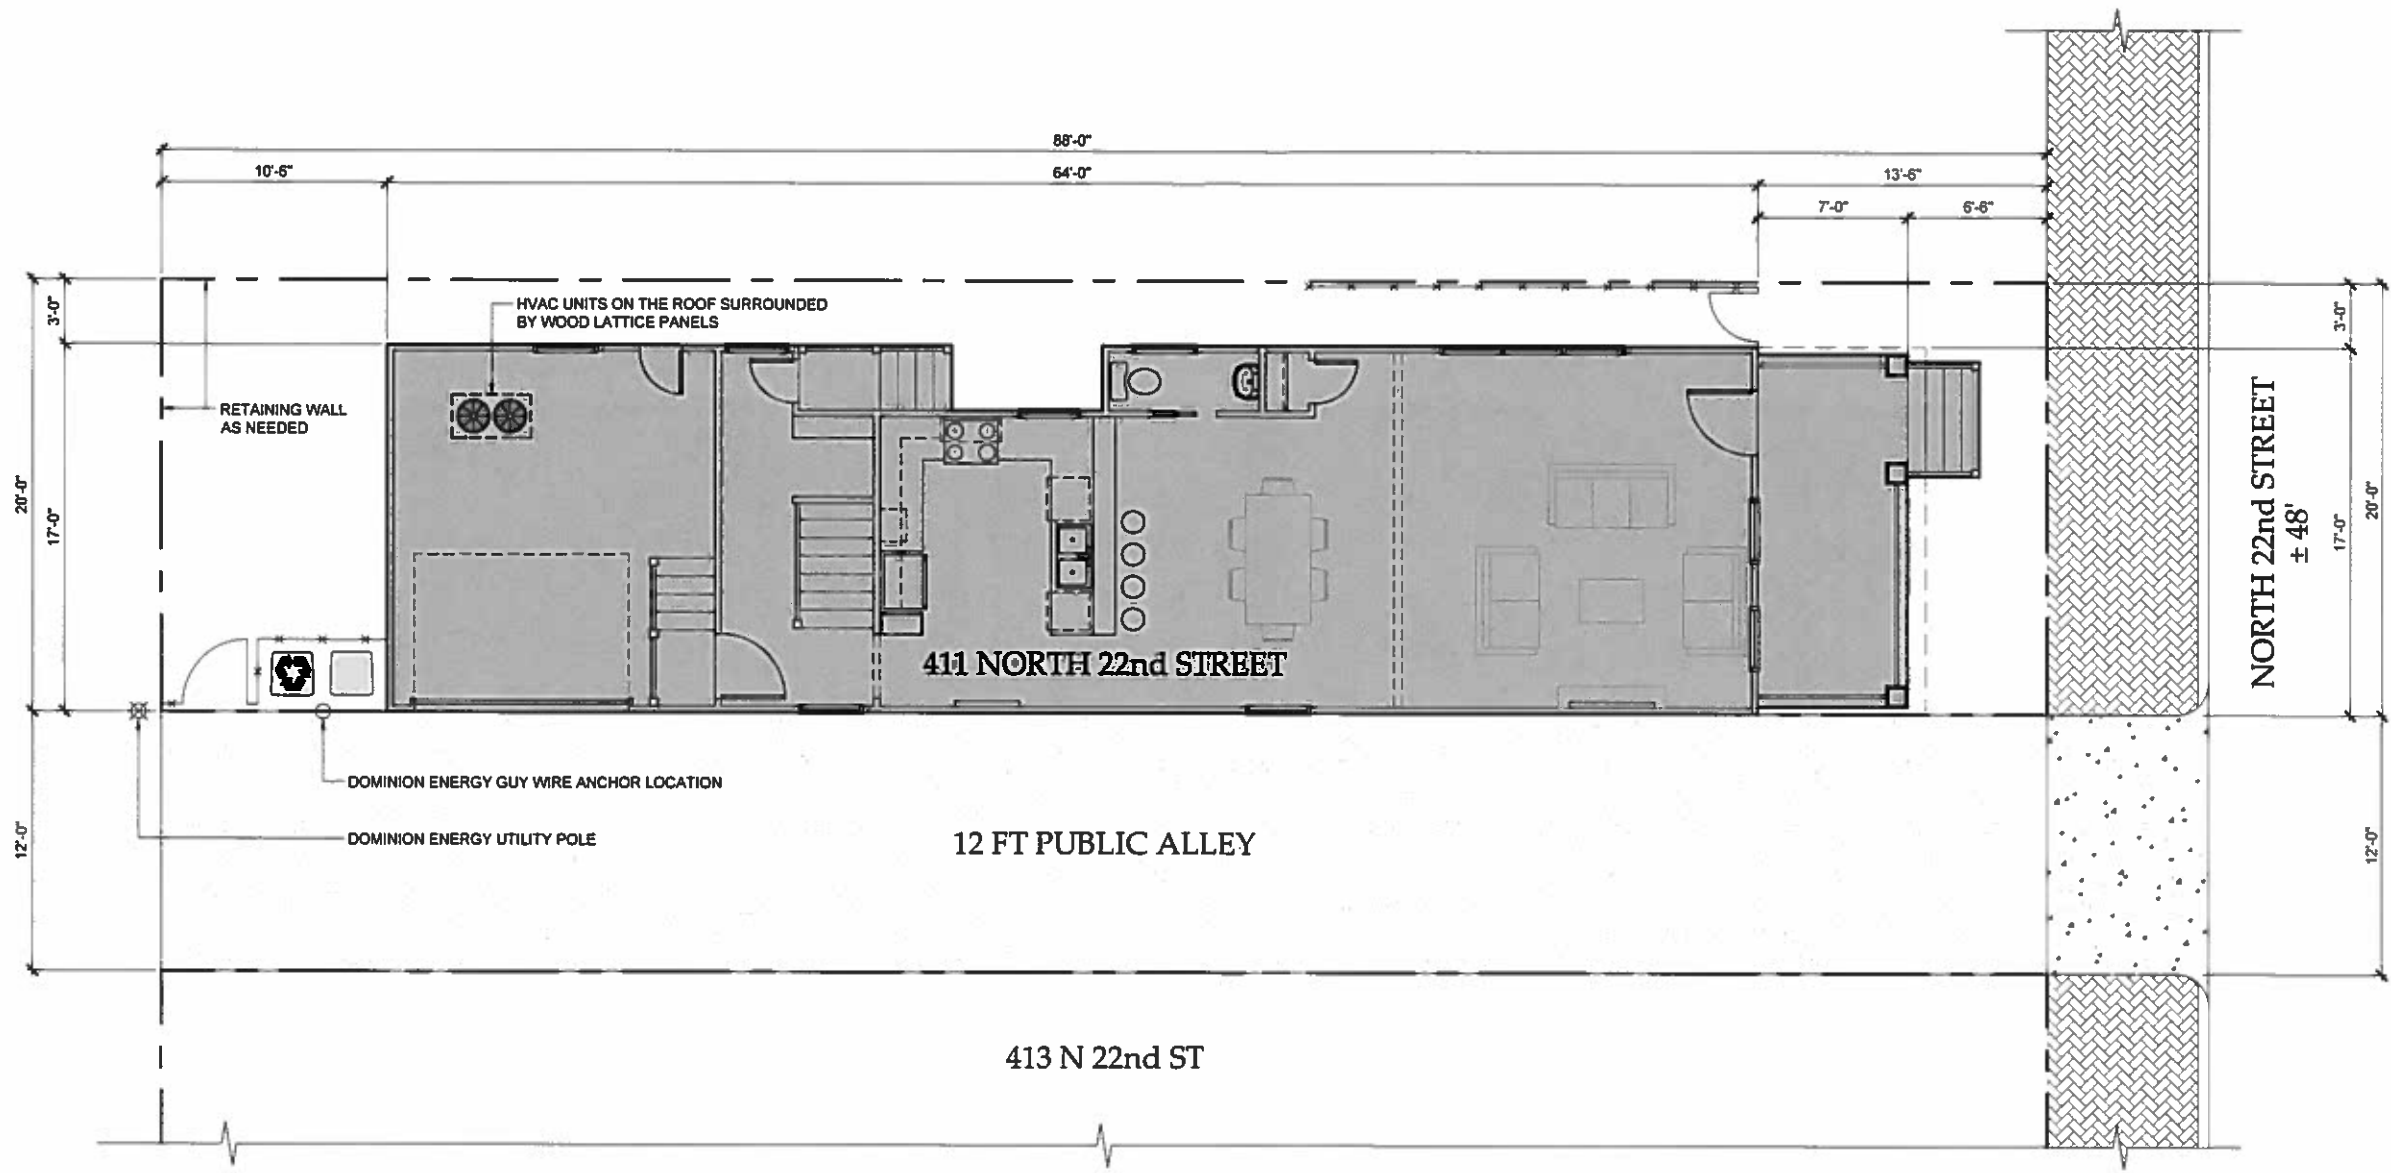 88'-0"
10'-6"
64'-0"
13'-6"
7'-0"
6'-6"
3'-0"
HVAC UNITS ON THE ROOF SURROUNDED
BY WOOD LATTICE PANELS
3'-0"
RETAINING WALL
AS NEEDED
20'-0"
17'-0"
NORTH 22nd STREET
± 48'
17'-0"
20'-0"
411 NORTH 22nd STREET
DOMINION ENERGY GUY WIRE ANCHOR LOCATION
DOMINION ENERGY UTILITY POLE
12'-0"
12 FT PUBLIC ALLEY
12'-0"
413 N 22nd ST